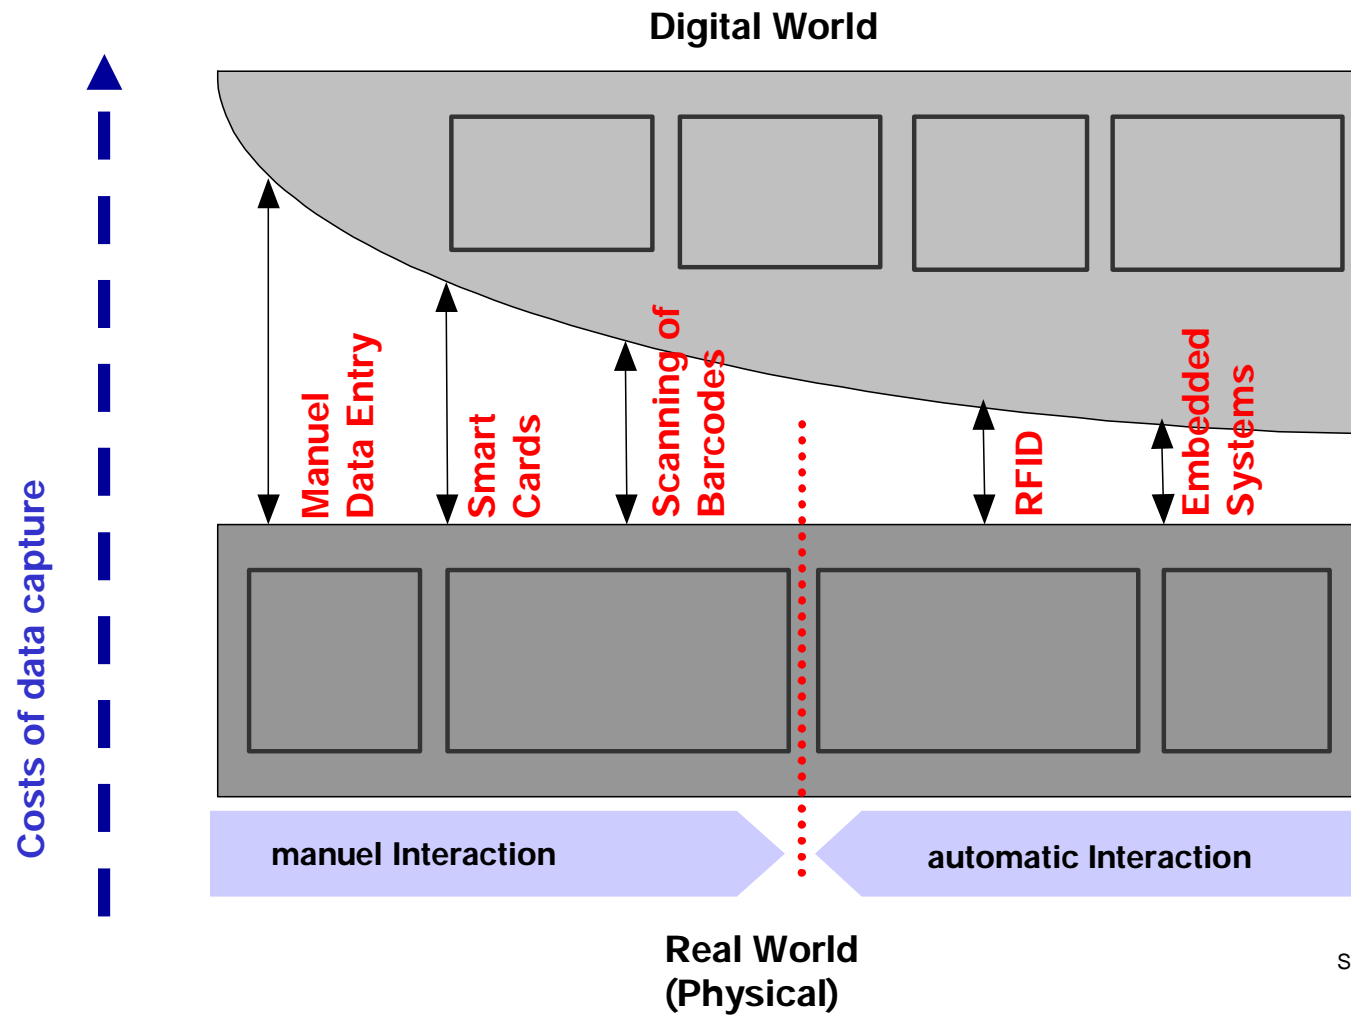 Digital World
Costs of data capture
Manuel
Data Entry
Smart
Cards
Scanning of
Barcodes
RFID
Embedded
Systems
manuel Interaction
automatic Interaction
Real World
(Physical)
S